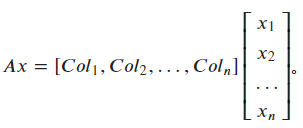 Ax = [Col₁, Col₂, . . . , Colₙ] [x₁ x₂ . . . xₙ]。